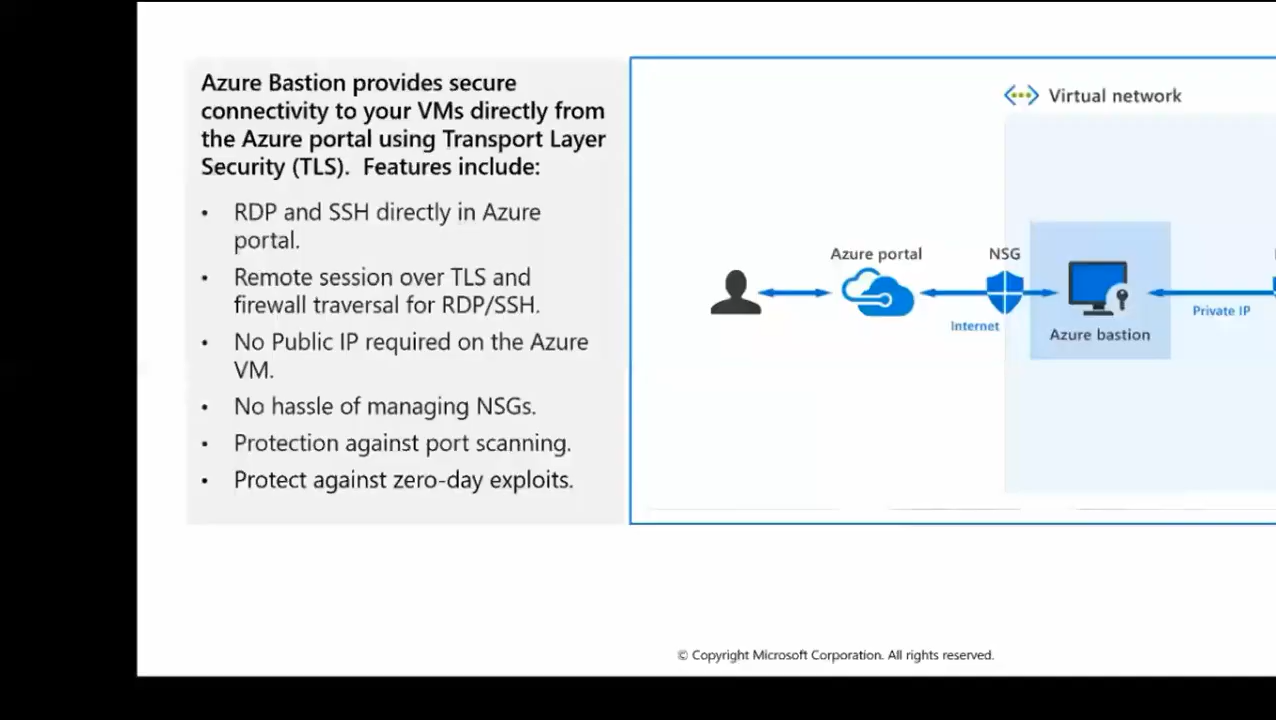 Azure Bastion provides secure
connectivity to your VMs directly from
the Azure portal using Transport Layer
Security (TLS).  Features include:
• RDP and SSH directly in Azure
portal.
• Remote session over TLS and
firewall traversal for RDP/SSH.
• No Public IP required on the Azure
VM.
• No hassle of managing NSGs.
• Protection against port scanning.
• Protect against zero-day exploits.
Virtual network
Azure portal
NSG
Internet
Azure bastion
Private IP
© Copyright Microsoft Corporation. All rights reserved.